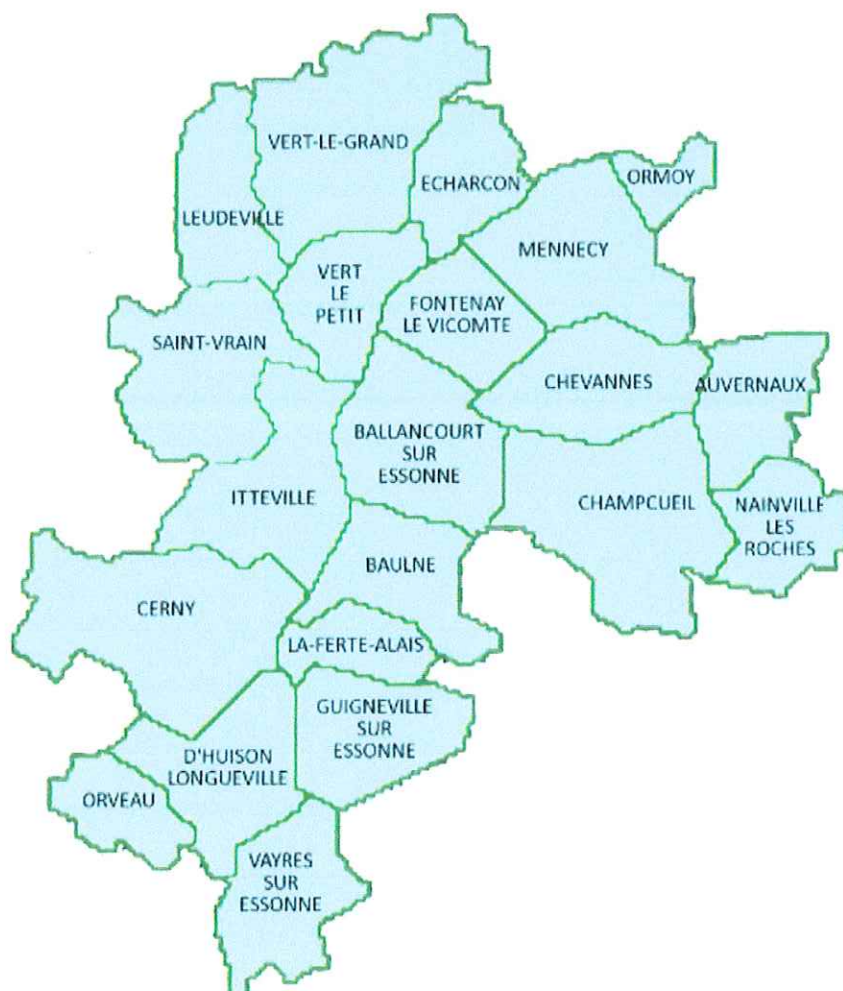 VERT-LE-GRAND
ECHARCON
ORMOY
LEUDEVILLE
MENNECY
VERT
LE
PETIT
FONTENAY
LE VICOMTE
SAINT-VRAIN
CHEVANNES
AUVERNAUX
BALLANCOURT
SUR
ESSONNE
ITTEVILLE
CHAMPCUEIL
NAINVILLE
LES
ROCHES
BAULNE
CERNY
LA-FERTE-ALAIS
GUIGNEVILLE
SUR
ESSONNE
D'HUISON
LONGUEVILLE
ORVEAU
VAYRES
SUR
ESSONNE